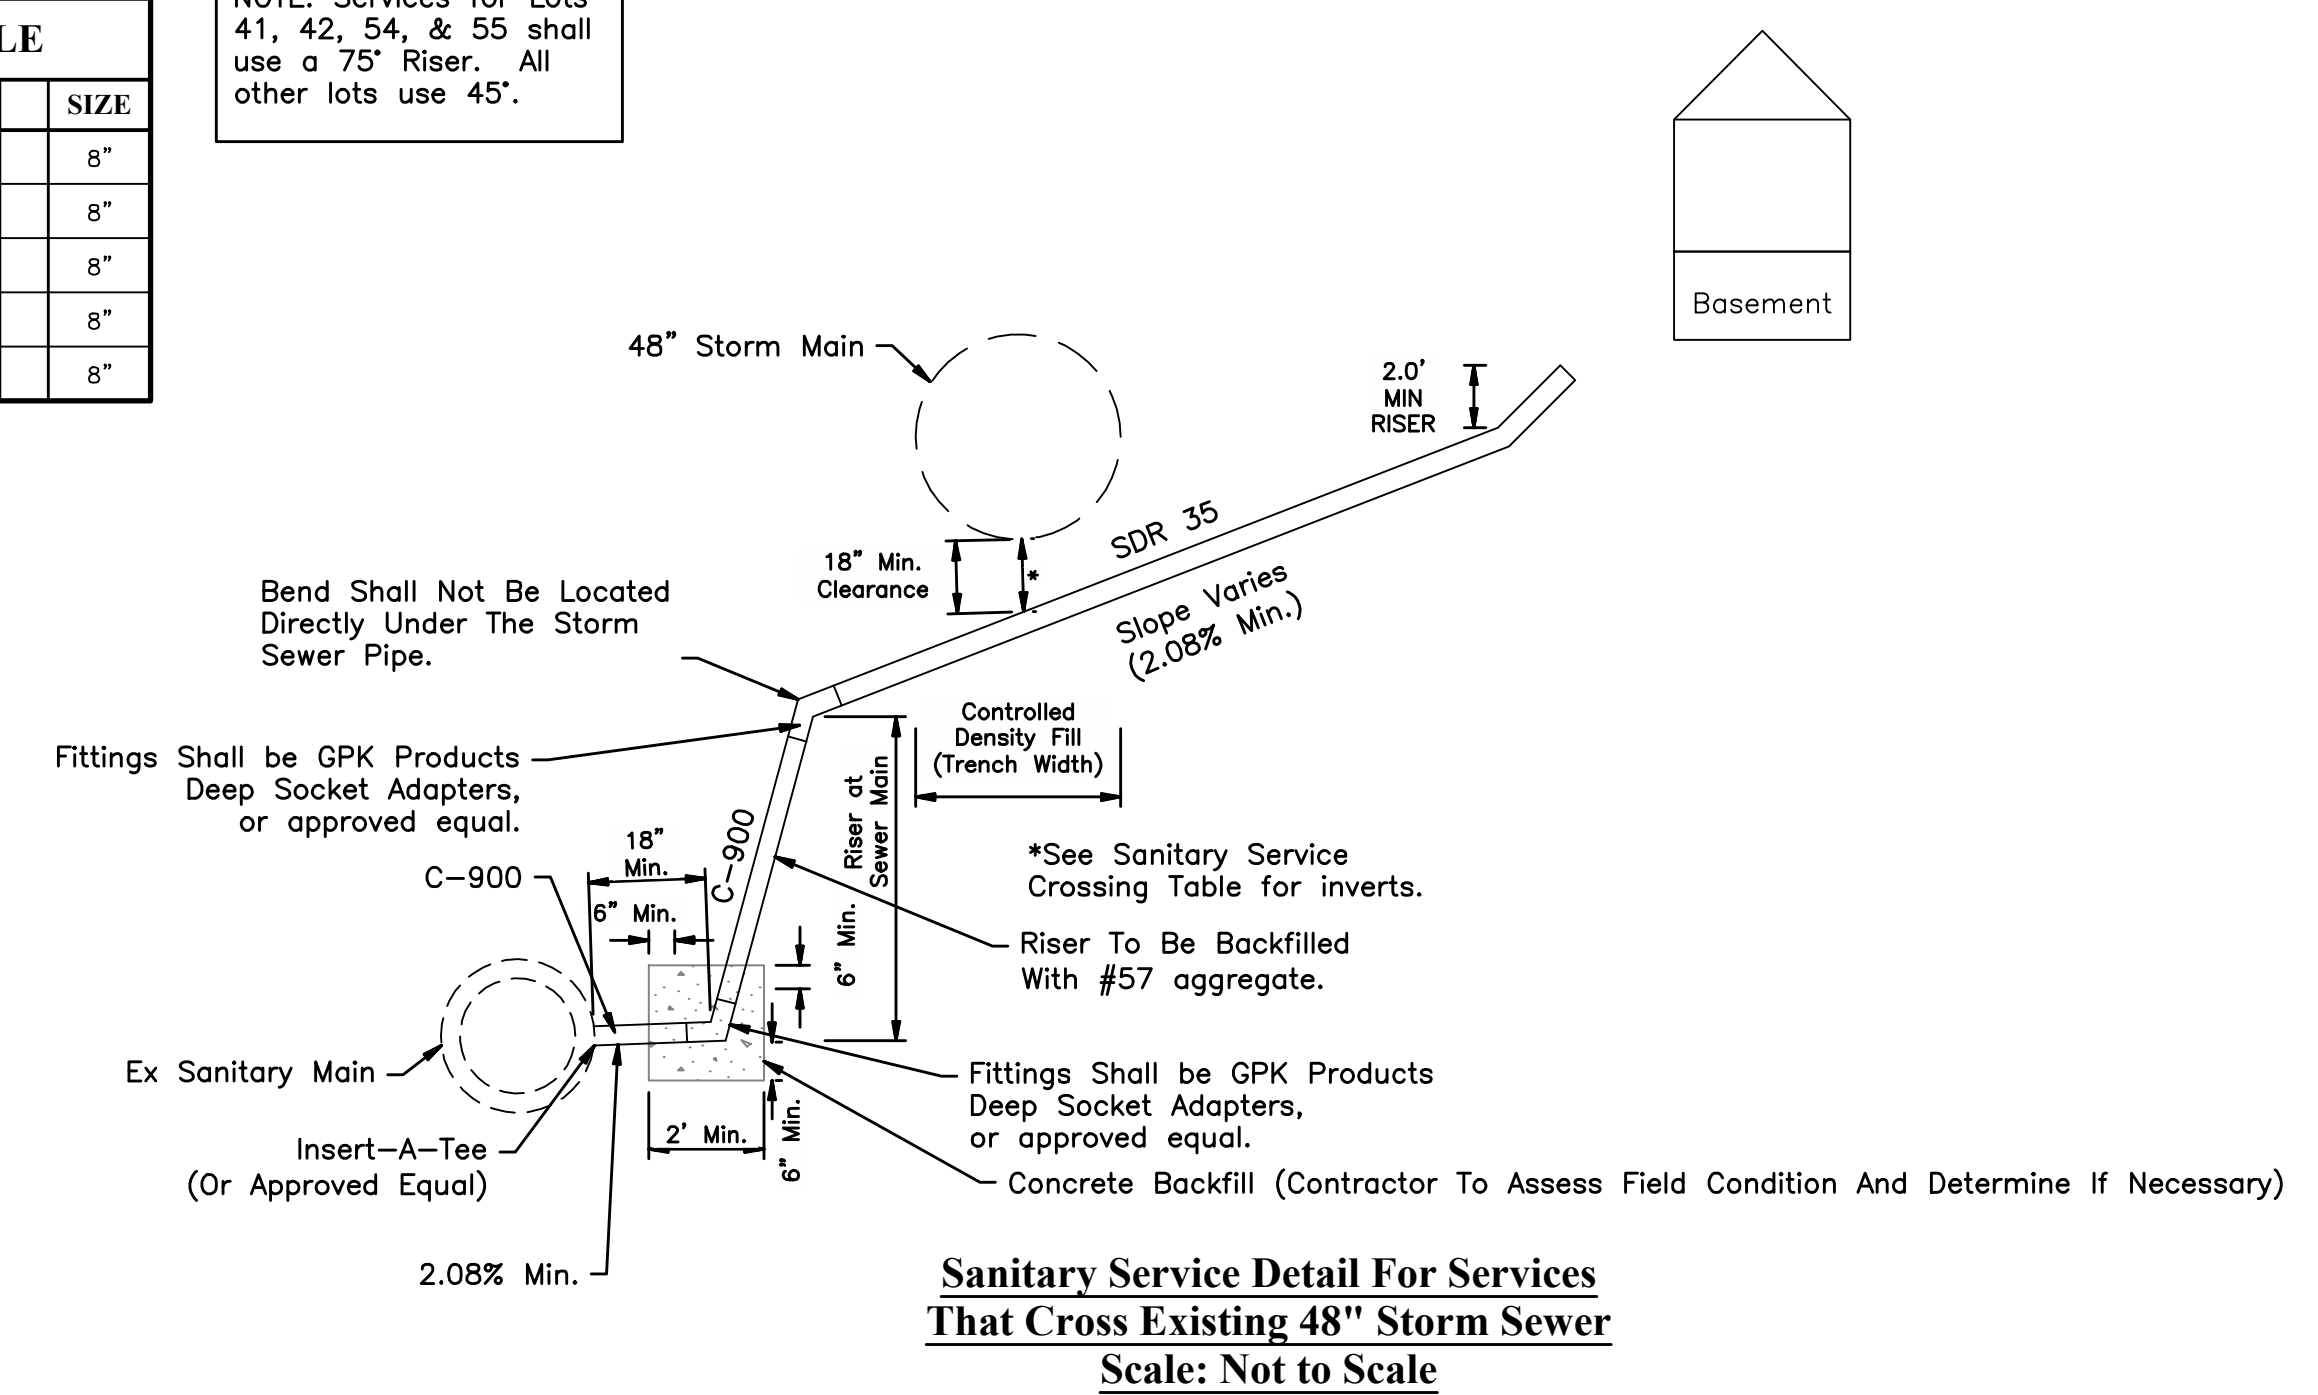 LE
SIZE
8"
8"
8"
8"
8"
NOTE: Services for Lots
41, 42, 54, & 55 shall
use a 75° Riser. All
other lots use 45°.
Basement
48" Storm Main
2.0'
MIN
RISER
SDR 35
18" Min.
Clearance
*
Slope Varies
(2.08% Min.)
Bend Shall Not Be Located
Directly Under The Storm
Sewer Pipe.
Controlled
Density Fill
(Trench Width)
Fittings Shall be GPK Products
Deep Socket Adapters,
or approved equal.
6" Min. Riser at
Sewer Main
C-900
18"
Min.
C-900
6" Min.
*See Sanitary Service
Crossing Table for inverts.
Riser To Be Backfilled
With #57 aggregate.
Ex Sanitary Main
Fittings Shall be GPK Products
Deep Socket Adapters,
or approved equal.
2' Min.
6" Min.
Insert-A-Tee
(Or Approved Equal)
Concrete Backfill (Contractor To Assess Field Condition And Determine If Necessary)
2.08% Min.
Sanitary Service Detail For Services
That Cross Existing 48" Storm Sewer
Scale: Not to Scale